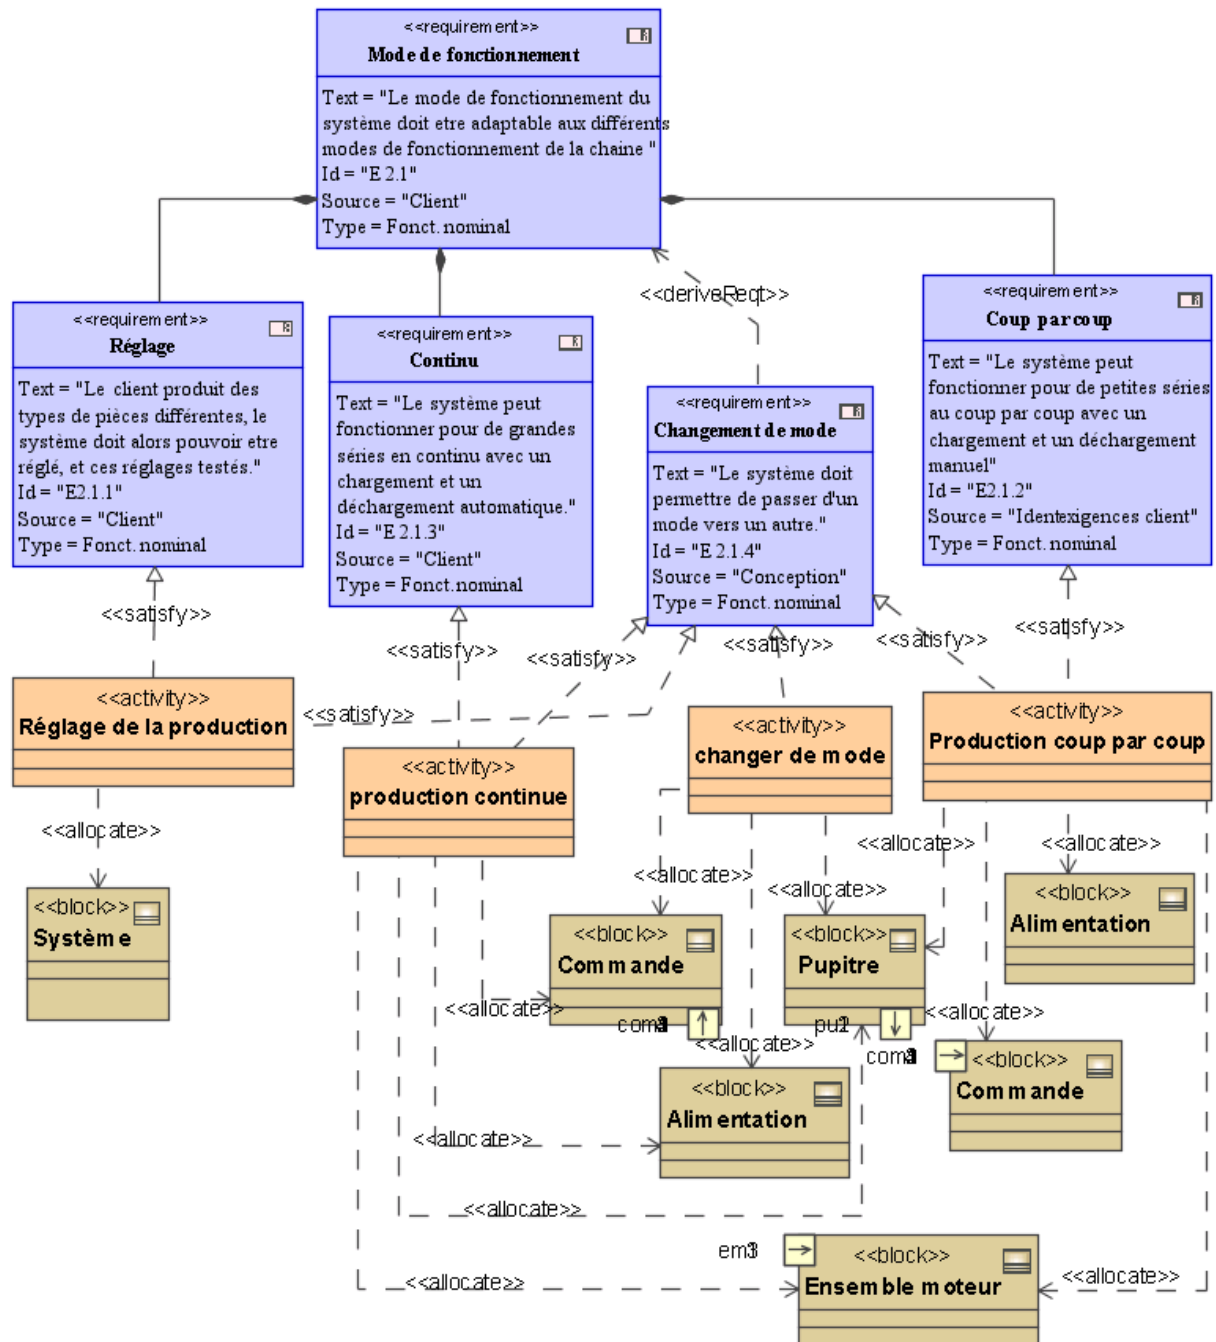 <<requirement>>
Mode de fonctionnement
Text = "Le mode de fonctionnement du
système doit etre adaptable aux différents
modes de fonctionnement de la chaine "
Id = "E 2.1"
Source = "Client"
Type = Fonct. nominal
<<deriveReqt>>
<<requirement>>
Réglage
Text = "Le client produit des
types de pièces différentes, le
système doit alors pouvoir etre
réglé, et ces réglages testés."
Id = "E2.1.1"
Source = "Client"
Type = Fonct. nominal
<<requirement>>
Continu
Text = "Le système peut
fonctionner pour de grandes
séries en continu avec un
chargement et un
déchargement automatique."
Id = "E 2.1.3"
Source = "Client"
Type = Fonct. nominal
<<requirement>>
Changement de mode
Text = "Le système doit
permettre de passer d'un
mode vers un autre."
Id = "E 2.1.4"
Source = "Conception"
Type = Fonct. nominal
<<requirement>>
Coup par coup
Text = "Le système peut
fonctionner pour de petites séries
au coup par coup avec un
chargement et un déchargement
manuel"
Id = "E2.1.2"
Source = "Identexigences client"
Type = Fonct. nominal
<<satisfy>>
<<satisfy>>
<<satisfy>>
<<satisfy>>
<<satisfy>>
<<satisfy>>
<<satisfy>>
<<activity>>
Réglage de la production
<<activity>>
production continue
<<activity>>
changer de mode
<<activity>>
Production coup par coup
<<allocate>>
<<allocate>>
<<allocate>>
<<allocate>>
<<allocate>>
<<block>>
Système
<<block>>
Commande
<<block>>
Pupitre
<<block>>
Alimentation
<<allocate>>
<<allocate>>
<<allocate>>
<<block>>
Alimentation
<<block>>
Commande
<<allocate>>
<<allocate>>
<<allocate>>
<<allocate>>
<<block>>
Ensemble moteur